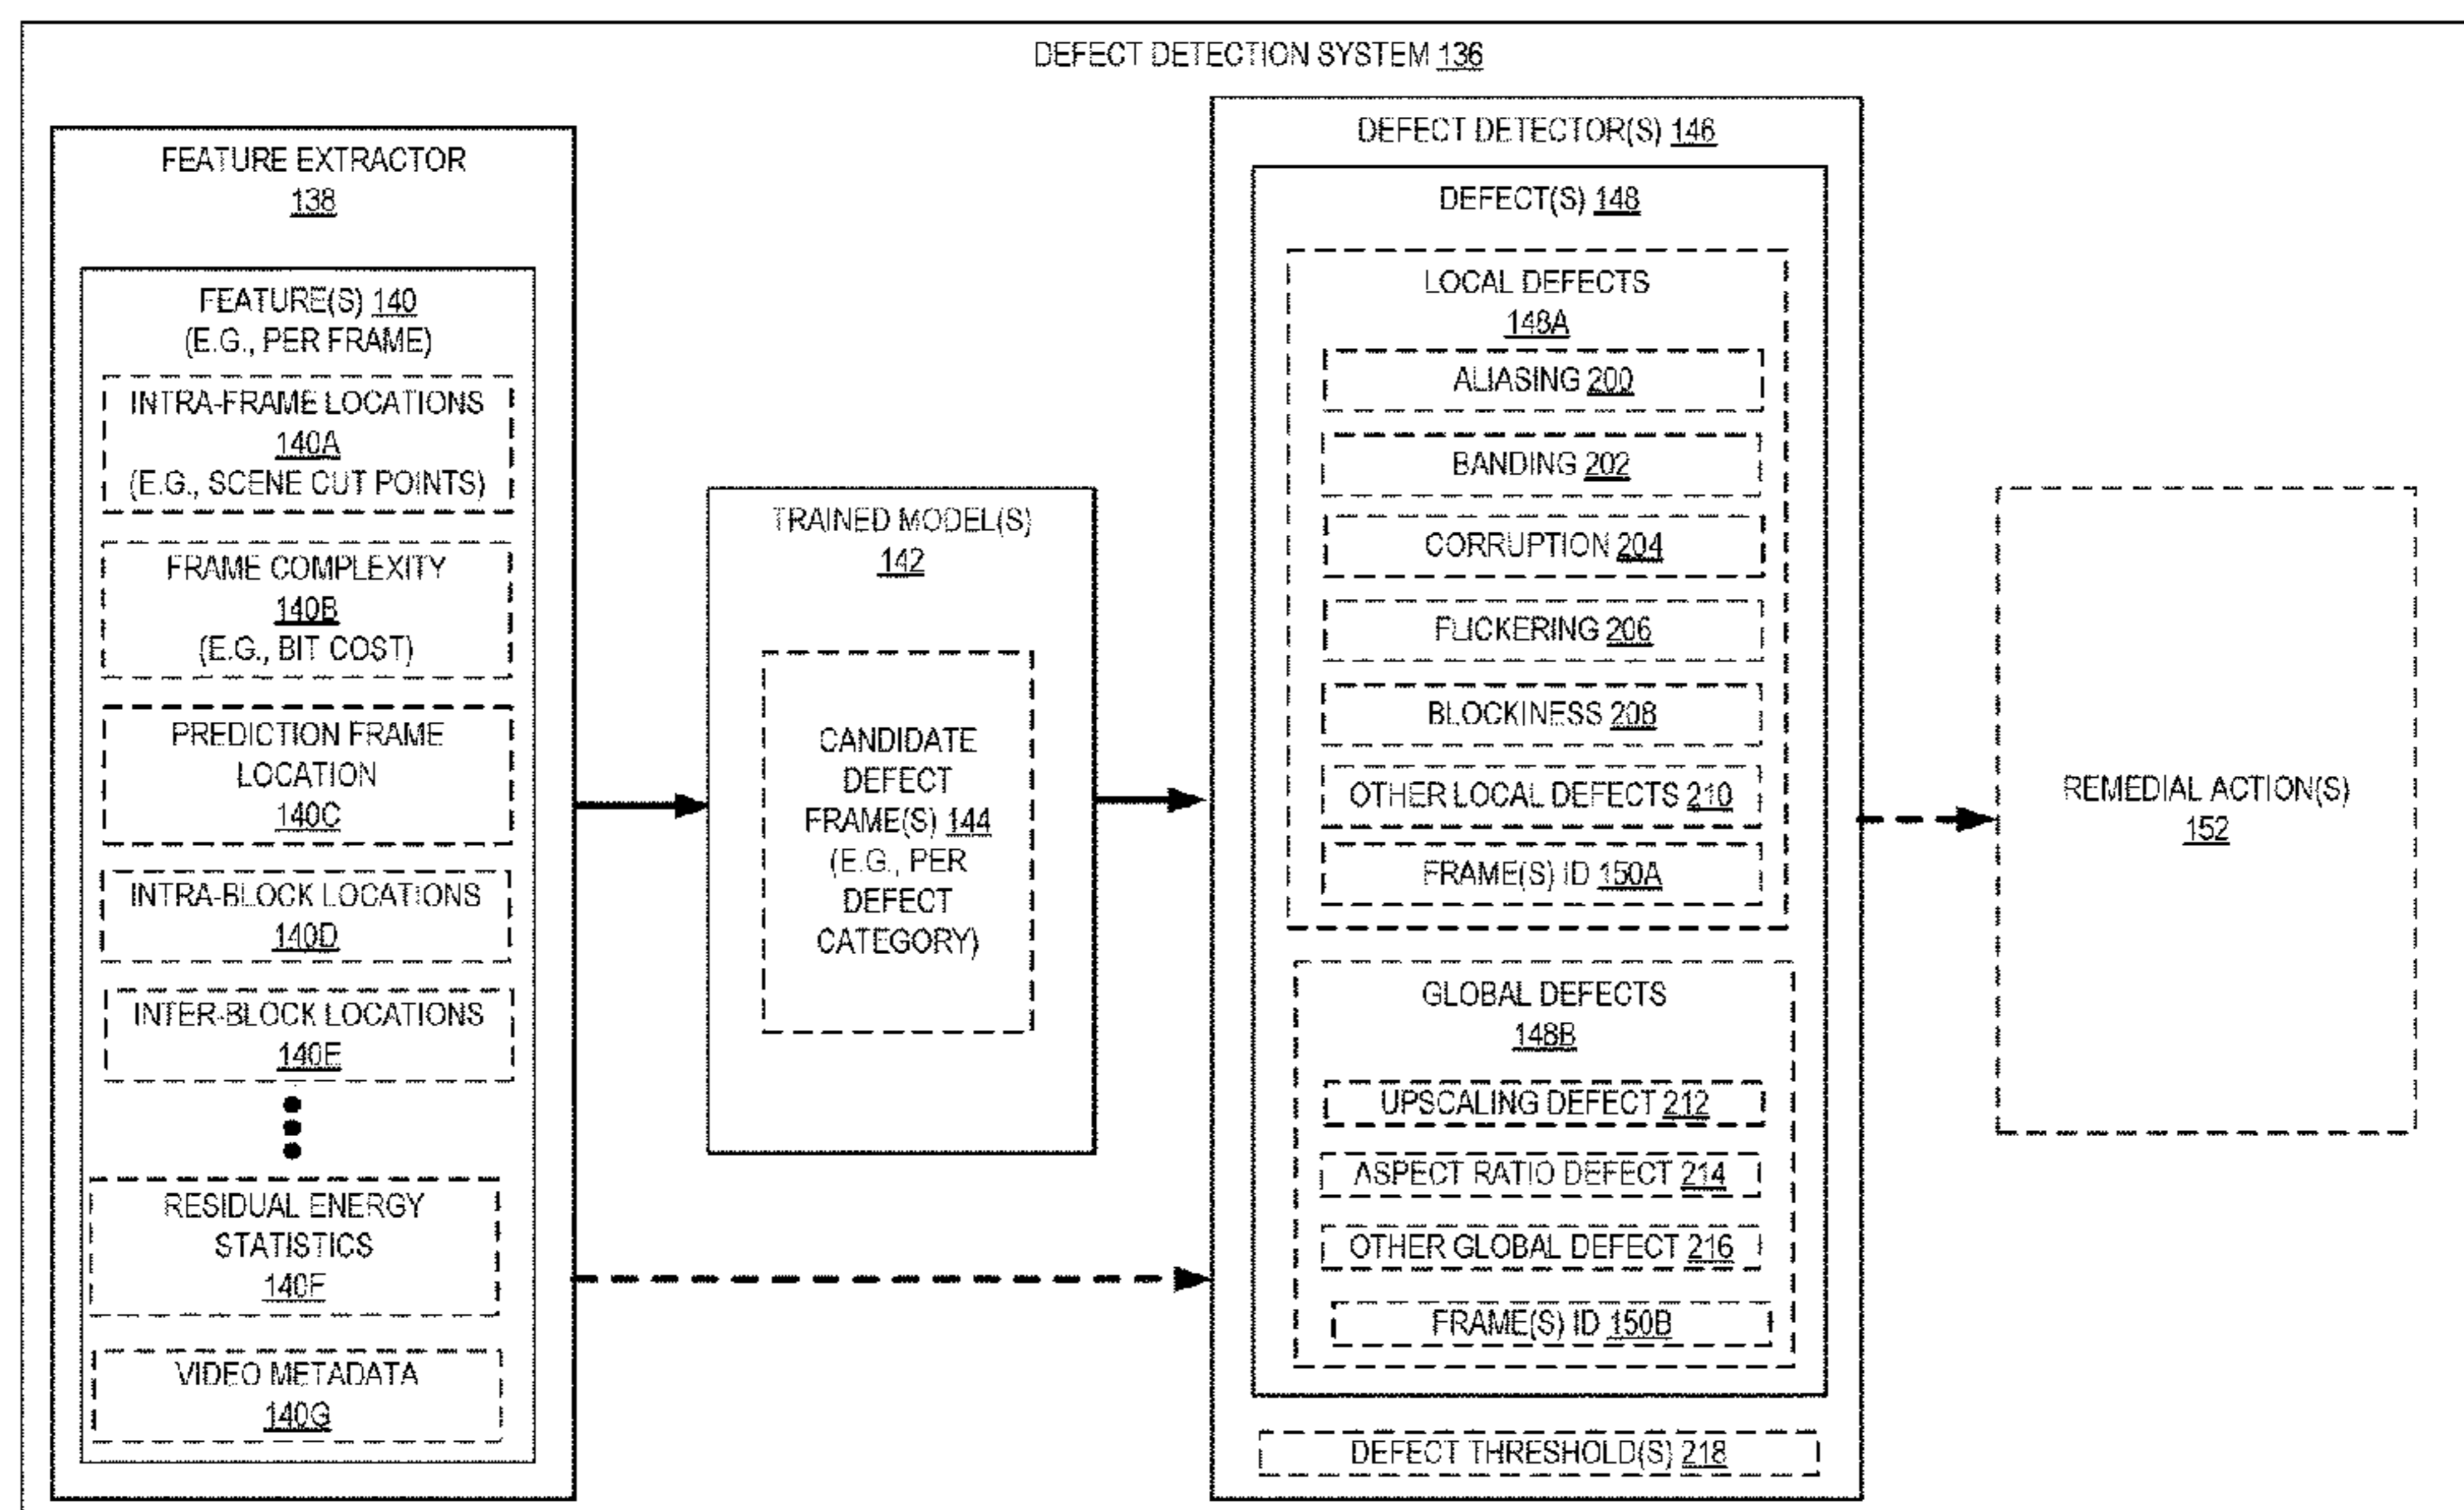 DEFECT DETECTION SYSTEM 136
FEATURE EXTRACTOR
138
FEATURE(S) 140
(E.G., PER FRAME)
INTRA-FRAME LOCATIONS
140A
(E.G., SCENE CUT POINTS)
FRAME COMPLEXITY
140B
(E.G., BIT COST)
PREDICTION FRAME
LOCATION
140C
INTRA-BLOCK LOCATIONS
140D
INTER-BLOCK LOCATIONS
140E
RESIDUAL ENERGY
STATISTICS
140F
VIDEO METADATA
140G
TRAINED MODEL(S)
142
CANDIDATE
DEFECT
FRAME(S) 144
(E.G., PER
DEFECT
CATEGORY)
DEFECT DETECTOR(S) 146
DEFECT(S) 148
LOCAL DEFECTS
148A
ALIASING 200
BANDING 202
CORRUPTION 204
FLICKERING 206
BLOCKINESS 208
OTHER LOCAL DEFECTS 210
FRAME(S) ID 150A
GLOBAL DEFECTS
148B
UPSCALING DEFECT 212
ASPECT RATIO DEFECT 214
OTHER GLOBAL DEFECT 216
FRAME(S) ID 150B
DEFECT THRESHOLD(S) 218
REMEDIAL ACTION(S)
152